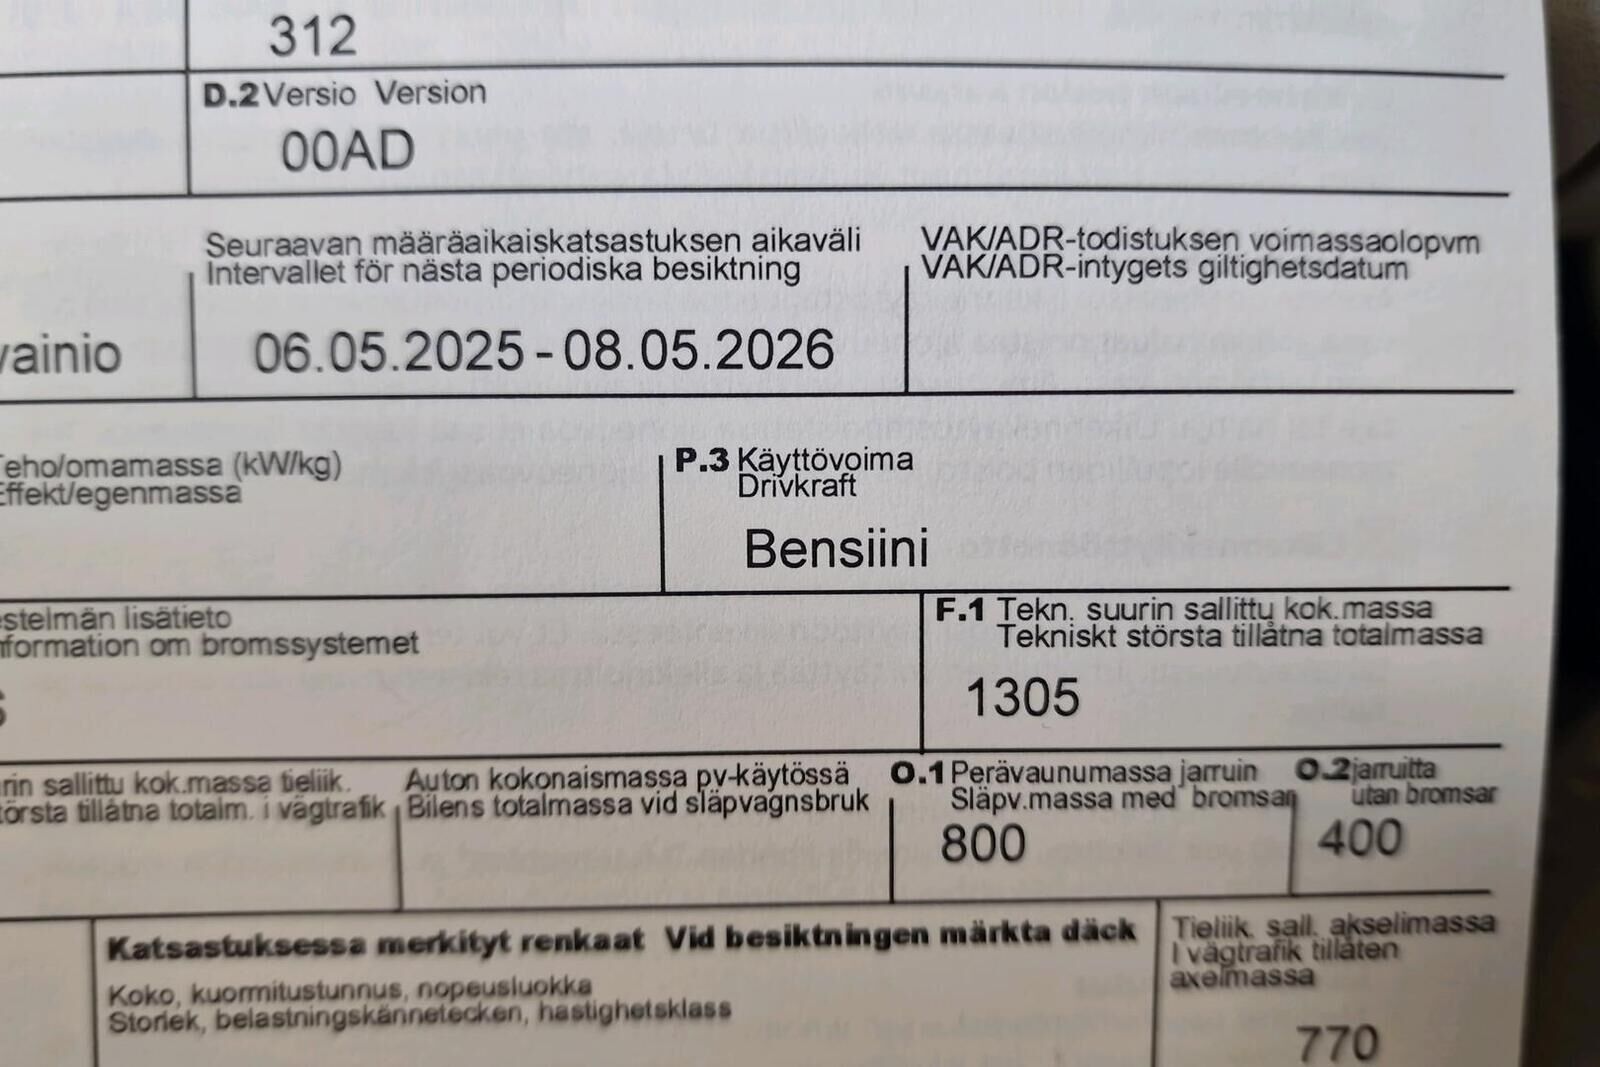 312
D.2 Versio Version
00AD
Seuraavan määräaikaiskatsastuksen aikaväli
Intervallet för nästa periodiska besiktning
VAK/ADR-todistuksen voimassaolopvm
VAK/ADR-intygets giltighetsdatum
vainio
06.05.2025 - 08.05.2026
Teho/omamassa (kW/kg)
Effekt/egenmassa
P.3 Käyttövoima
Drivkraft
Bensiini
estelmän lisätieto
nformation om bromssystemet
F.1 Tekn. suurin sallittu kok.massa
Tekniskt största tillåtna totalmassa
1305
rin sallittu kok.massa tieliik.
törsta tillåtna totalm. i vägtrafik
Auton kokonaismassa pv-käytössä
Bilens totalmassa vid släpvagnsbruk
O.1 Perävaunumassa jarruin
Släpv.massa med bromsar
800
O.2 jarruitta
utan bromsar
400
Katsastuksessa merkityt renkaat Vid besiktningen märkta däck
Koko, kuormitustunnus, nopeusluokka
Storlek, belastningskännetecken, hastighetsklass
Tieliik. sall. akselimassa
I vägtrafik tillåten
axelmassa
770